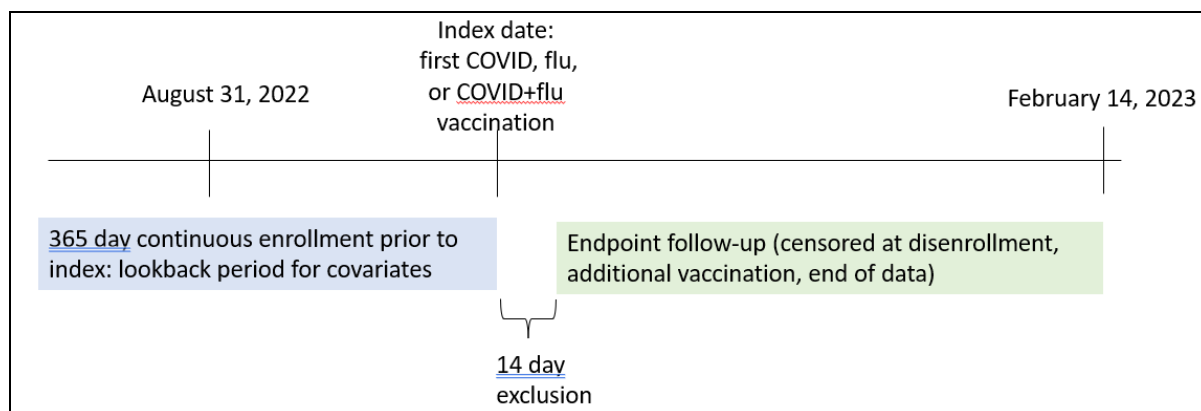 Index date:
first COVID, flu,
or COVID+flu
vaccination
August 31, 2022
February 14, 2023
365 day continuous enrollment prior to
index: lookback period for covariates
Endpoint follow-up (censored at disenrollment,
additional vaccination, end of data)
14 day
exclusion